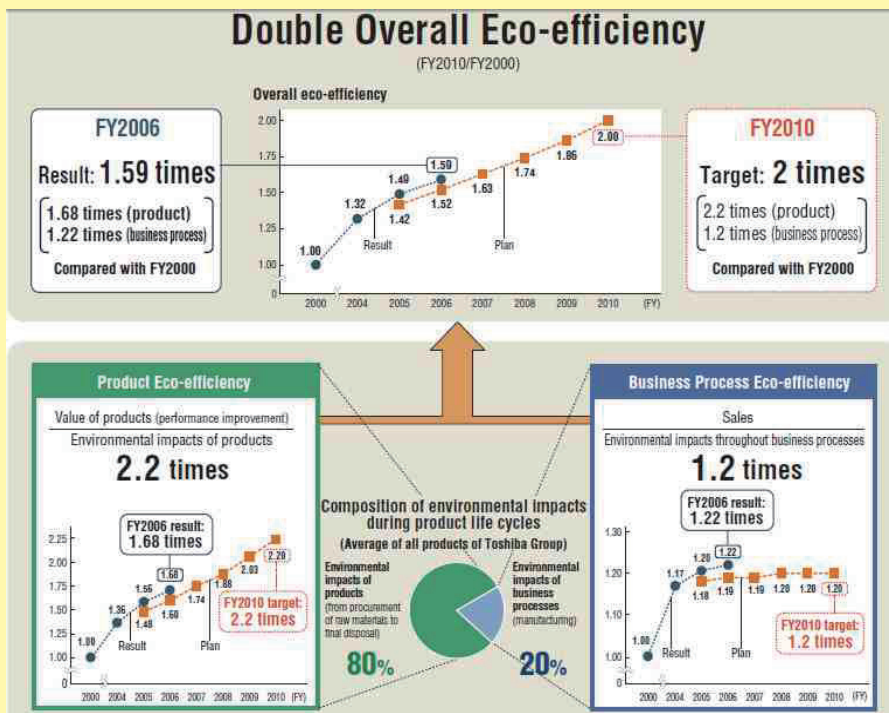 Double Overall Eco-efficiency
(FY2010/FY2000)
FY2006
Result: 1.59 times
1.68 times (product)
1.22 times (business process)
Compared with FY2000
Overall eco-efficiency
2.00
1.75
1.50
1.25
1.00
0
1.00
1.32
1.49
1.59
1.42
1.52
1.63
1.74
1.86
2.00
Result
Plan
2000 2004 2005 2006 2007 2008 2009 2010 (FY)
FY2010
Target: 2 times
2.2 times (product)
1.2 times (business process)
Compared with FY2000
Product Eco-efficiency
Value of products (performance improvement)
Environmental impacts of products
2.2 times
FY2006 result:
1.68 times
2.25
2.00
1.75
1.50
1.25
1.00
0
1.00
1.36
1.56
1.68
1.48
1.60
1.74
1.88
2.03
2.20
FY2010 target:
2.2 times
Result
Plan
2000 2004 2005 2006 2007 2008 2009 2010 (FY)
Composition of environmental impacts
during product life cycles
(Average of all products of Toshiba Group)
Environmental
impacts of
products
(from procurement
of raw materials to
final disposal)
80%
Environmental
impacts of
business
processes
(manufacturing)
20%
Business Process Eco-efficiency
Sales
Environmental impacts throughout business processes
1.2 times
FY2006 result:
1.22 times
1.30
1.20
1.10
1.00
0
1.00
1.17
1.20
1.22
1.18
1.19
1.19
1.20
1.20
1.20
FY2010 target:
1.2 times
Result
Plan
2000 2004 2005 2006 2007 2008 2009 2010 (FY)